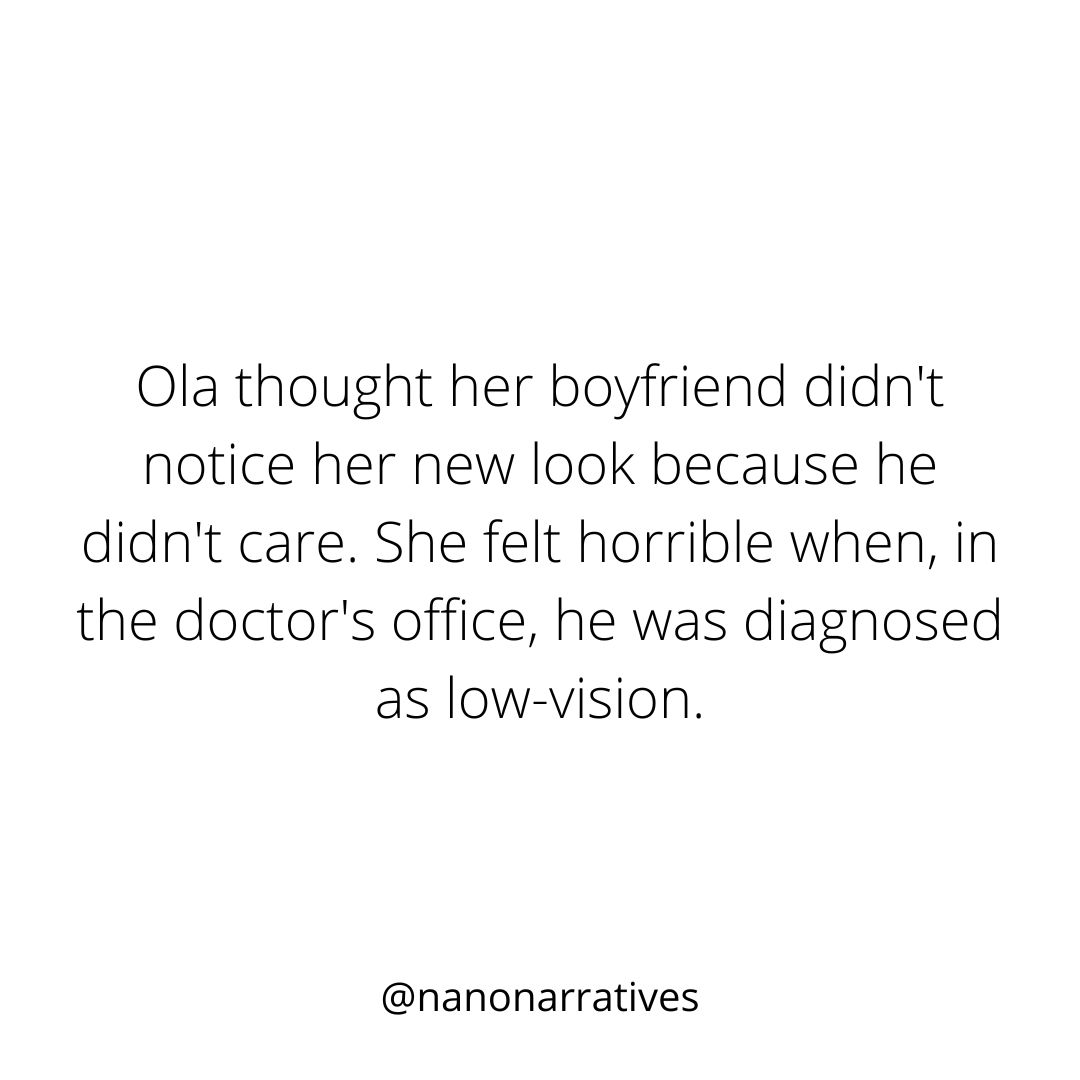 Ola thought her boyfriend didn't
notice her new look because he
didn't care. She felt horrible when, in
the doctor's office, he was diagnosed
as low-vision.
@nanonarratives